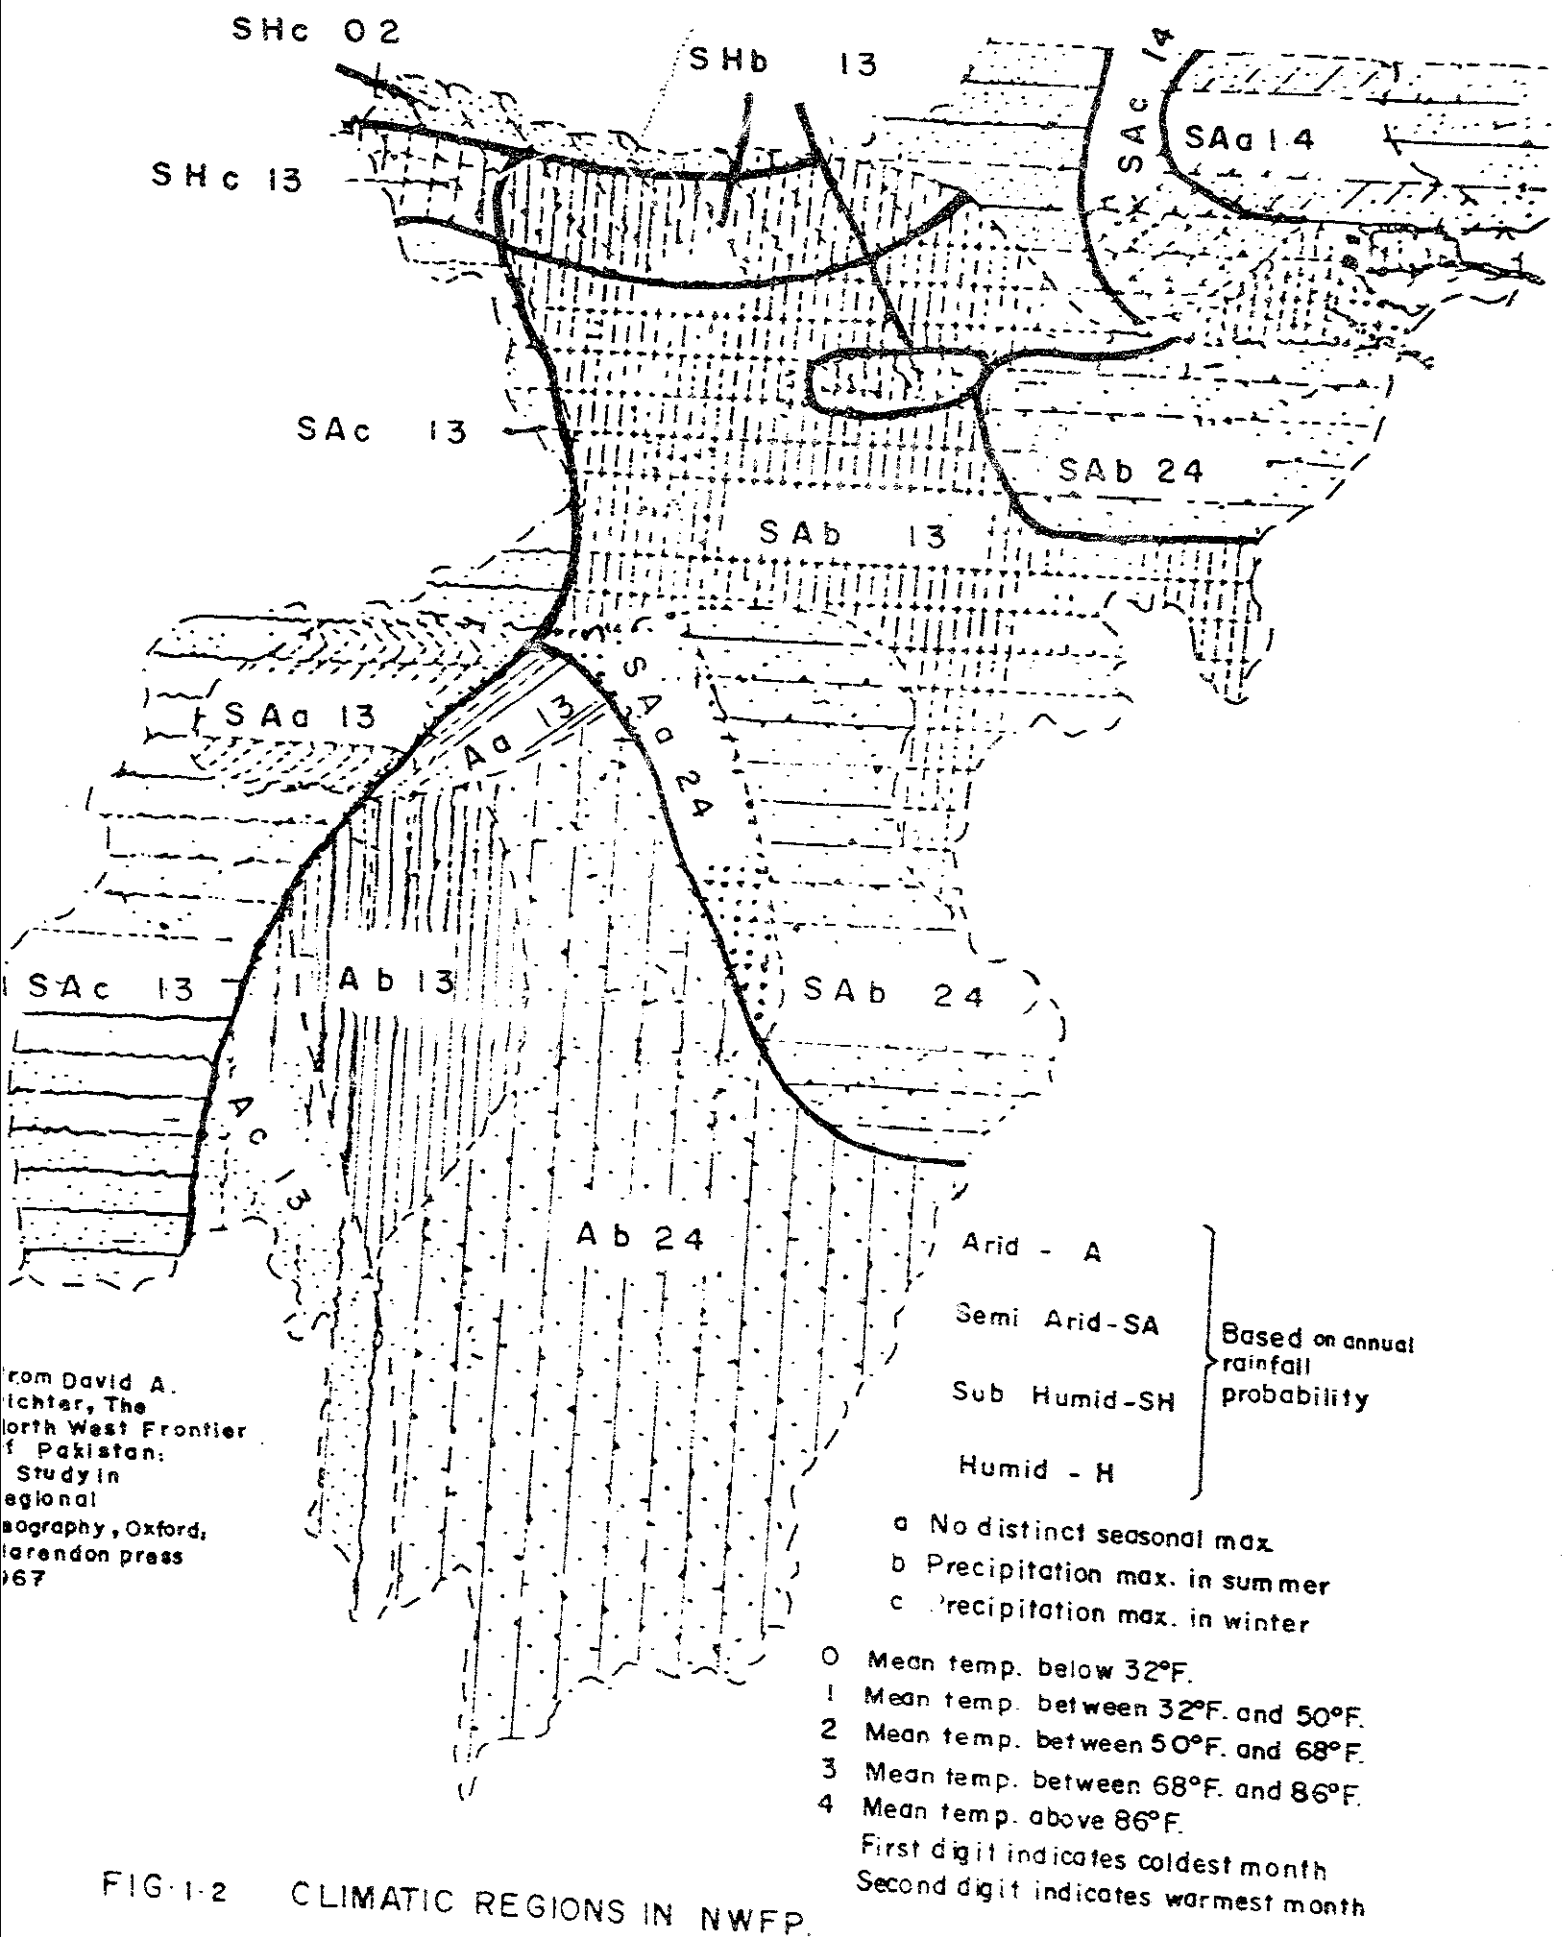 SHc 02
SHb 13
SAc 14
SAa 14
SHc 13
SAc 13
SAb 24
SAb 13
SAa 13
Aa 13
SAa 24
SAc 13
Ab 13
SAb 24
Ac 13
Ab 24
Arid - A
Semi Arid-SA
Sub Humid-SH
Humid - H
Based on annual
rainfall
probability
rom David A.
ichter, The
orth West Frontier
f Pakistan:
Study in
egional
eography, Oxford,
larendon press
967
a No distinct seasonal max
b Precipitation max. in summer
c Precipitation max. in winter
0 Mean temp. below 32°F.
1 Mean temp. between 32°F. and 50°F.
2 Mean temp. between 50°F. and 68°F.
3 Mean temp. between 68°F. and 86°F.
4 Mean temp. above 86°F.
First digit indicates coldest month
Second digit indicates warmest month
FIG·1·2 CLIMATIC REGIONS IN NWFP.